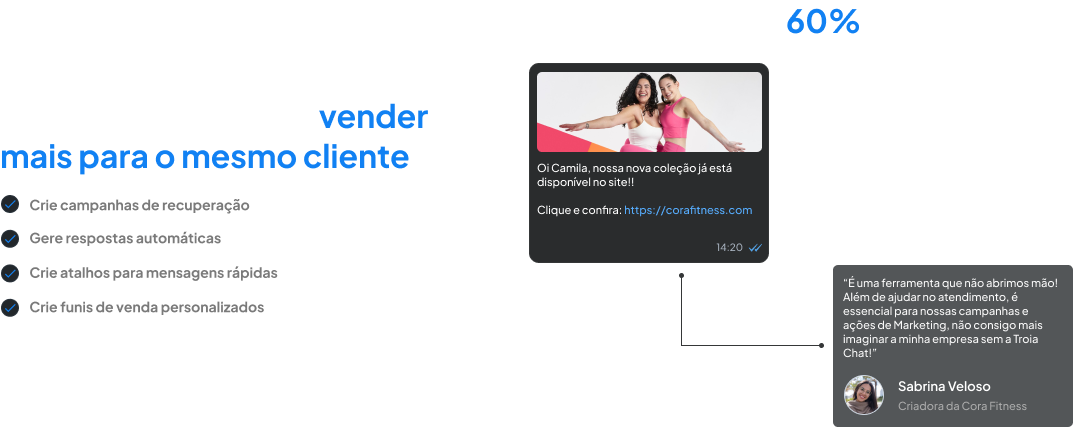 60%
vender
mais para o mesmo cliente
Crie campanhas de recuperação
Gere respostas automáticas
Crie atalhos para mensagens rápidas
Crie funis de venda personalizados
Oi Camila, nossa nova coleção já está
disponível no site!!
Clique e confira: https://corafitness.com
14:20
"É uma ferramenta que não abrimos mão!
Além de ajudar no atendimento, é
essencial para nossas campanhas e
ações de Marketing, não consigo mais
imaginar a minha empresa sem a Troia
Chat!"
Sabrina Veloso
Criadora da Cora Fitness